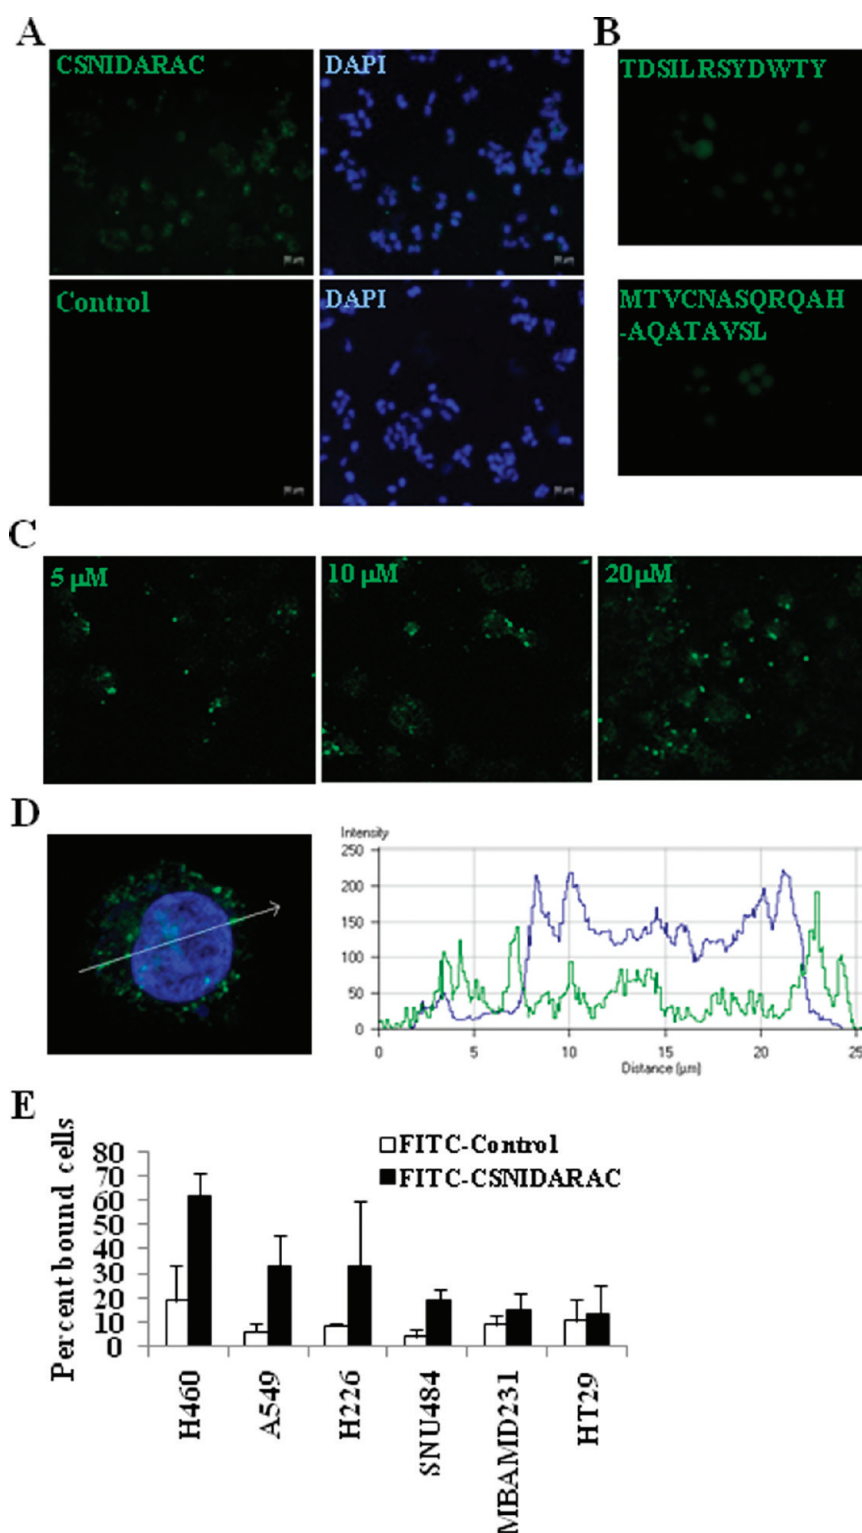 A
B
CSNIDARAC
DAPI
TDSILRSYDWTY
Control
DAPI
MTVCNASQRQAH
-AQATAVSL
C
5 µM
10 µM
20µM
D
Intensity
250
200
150
100
50
0
0
5
10
15
20
25
Distance [µm]
E
Percent bound cells
80
70
60
50
40
30
20
10
0
FITC-Control
FITC-CSNIDARAC
H460
A549
H226
SNU484
MBAMD231
HT29